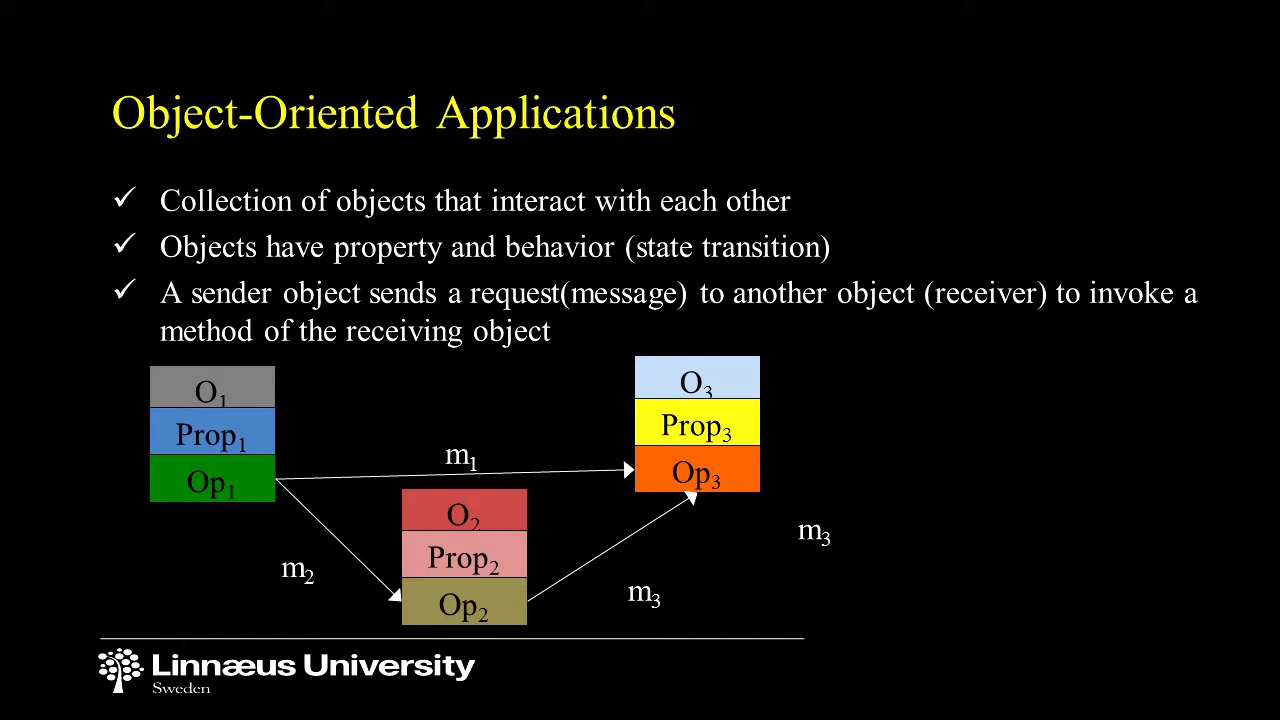 Object-Oriented Applications
✓ Collection of objects that interact with each other
✓ Objects have property and behavior (state transition)
✓ A sender object sends a request(message) to another object (receiver) to invoke a
method of the receiving object
O₁
Prop₁
Op₁
m₁
O₃
Prop₃
Op₃
O₂
Prop₂
Op₂
m₂
m₃
m₃
Linnæus University
Sweden